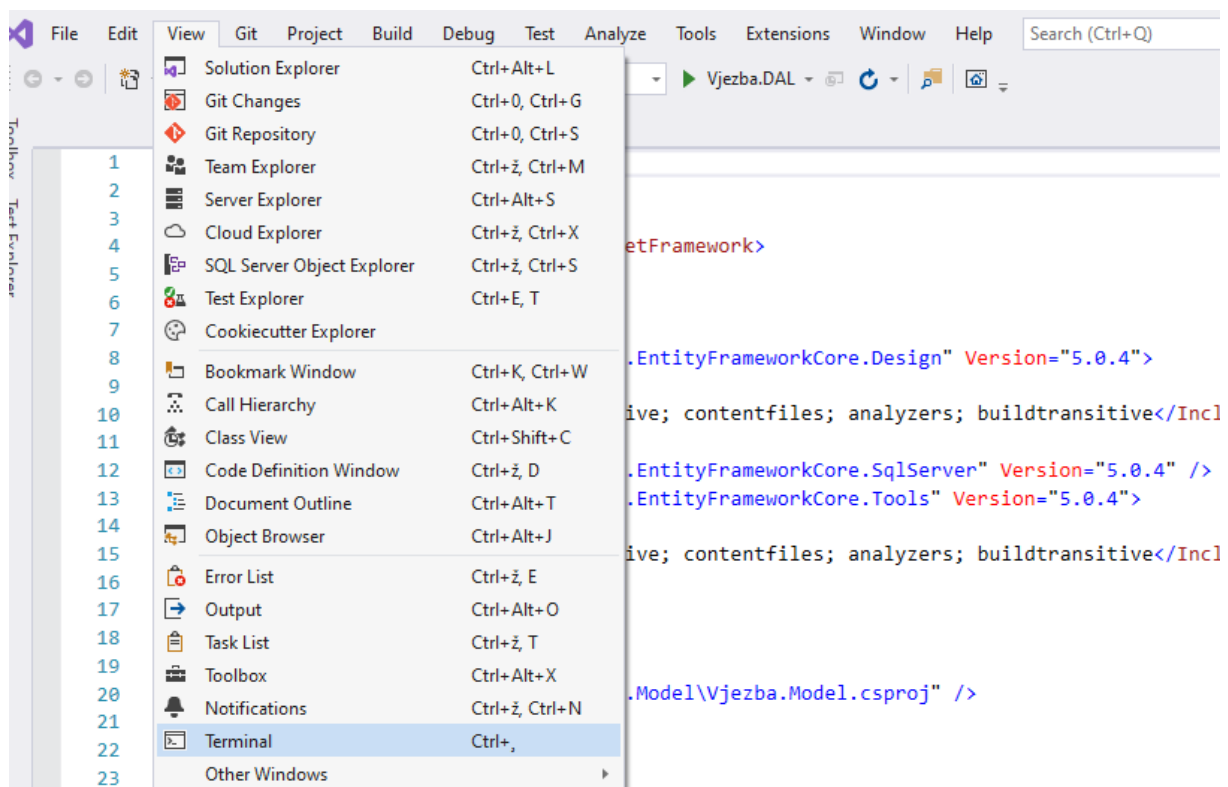 File Edit View Git Project Build Debug Test Analyze Tools Extensions Window Help Search (Ctrl+Q)
Vjezba.DAL
Toolbox
Test Explorer
Solution Explorer Ctrl+Alt+L
Git Changes Ctrl+0, Ctrl+G
Git Repository Ctrl+0, Ctrl+S
Team Explorer Ctrl+ž, Ctrl+M
Server Explorer Ctrl+Alt+S
Cloud Explorer Ctrl+ž, Ctrl+X
SQL Server Object Explorer Ctrl+ž, Ctrl+S
Test Explorer Ctrl+E, T
Cookiecutter Explorer
Bookmark Window Ctrl+K, Ctrl+W
Call Hierarchy Ctrl+Alt+K
Class View Ctrl+Shift+C
Code Definition Window Ctrl+ž, D
Document Outline Ctrl+Alt+T
Object Browser Ctrl+Alt+J
Error List Ctrl+ž, E
Output Ctrl+Alt+O
Task List Ctrl+ž, T
Toolbox Ctrl+Alt+X
Notifications Ctrl+ž, Ctrl+N
Terminal Ctrl+¸
Other Windows
1
2
3
4 etFramework>
5
6
7
8 .EntityFrameworkCore.Design" Version="5.0.4">
9
10 ive; contentfiles; analyzers; buildtransitive</Incl
11
12 .EntityFrameworkCore.SqlServer" Version="5.0.4" />
13 .EntityFrameworkCore.Tools" Version="5.0.4">
14
15 ive; contentfiles; analyzers; buildtransitive</Incl
16
17
18
19
20 .Model\Vjezba.Model.csproj" />
21
22
23